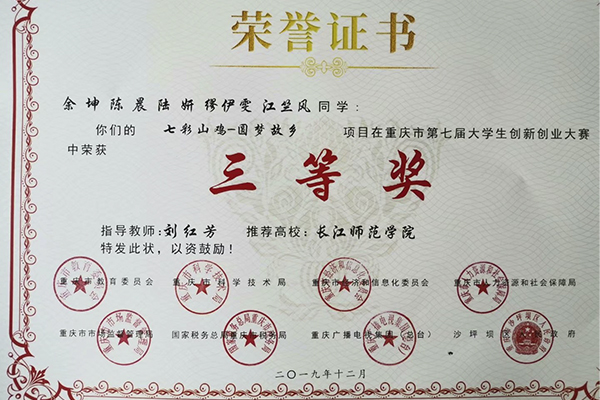 荣誉证书
余坤 陈晨 陆妍 缪伊雯 江竺风 同学：
你们的 七彩山鸡—圆梦故乡 项目在重庆市第七届大学生创新创业大赛
中荣获
三等奖
指导教师:刘红芳 推荐高校：长江师范学院
特发此状，以资鼓励！
重庆市教育委员会 重庆市科学技术局 重庆市经济和信息化委员会 重庆市人力资源和社会保障局
重庆市市场监督管理局 国家税务总局重庆市税务局 重庆广播电视集团（总台） 沙坪坝区人民政府
二〇一九年十二月